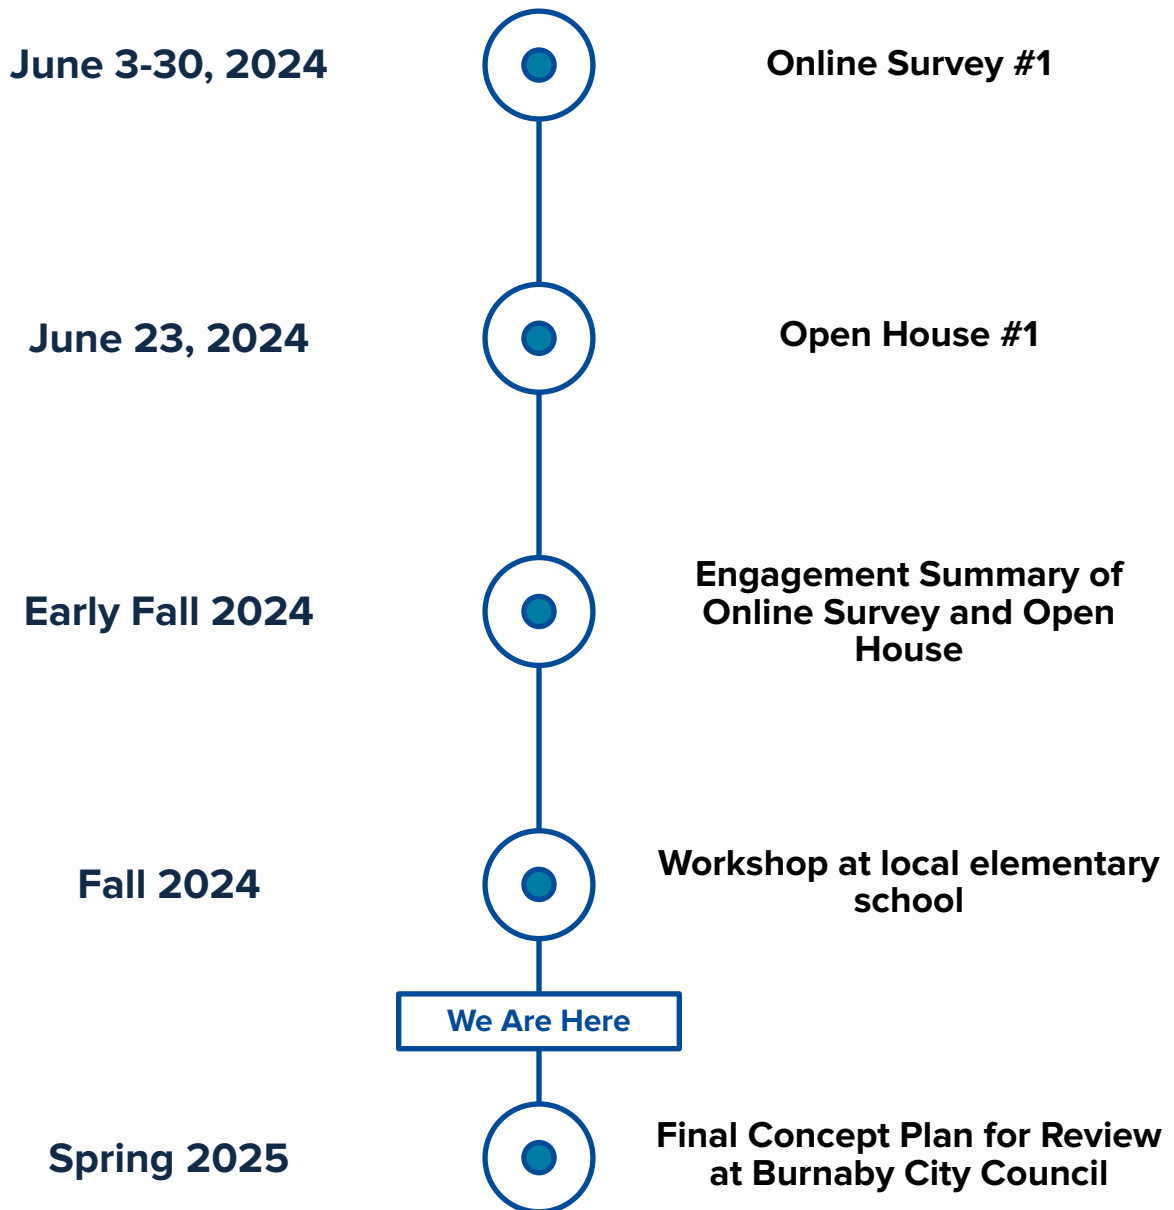 June 3-30, 2024
Online Survey #1
June 23, 2024
Open House #1
Early Fall 2024
Engagement Summary of
Online Survey and Open
House
Fall 2024
Workshop at local elementary
school
We Are Here
Spring 2025
Final Concept Plan for Review
at Burnaby City Council